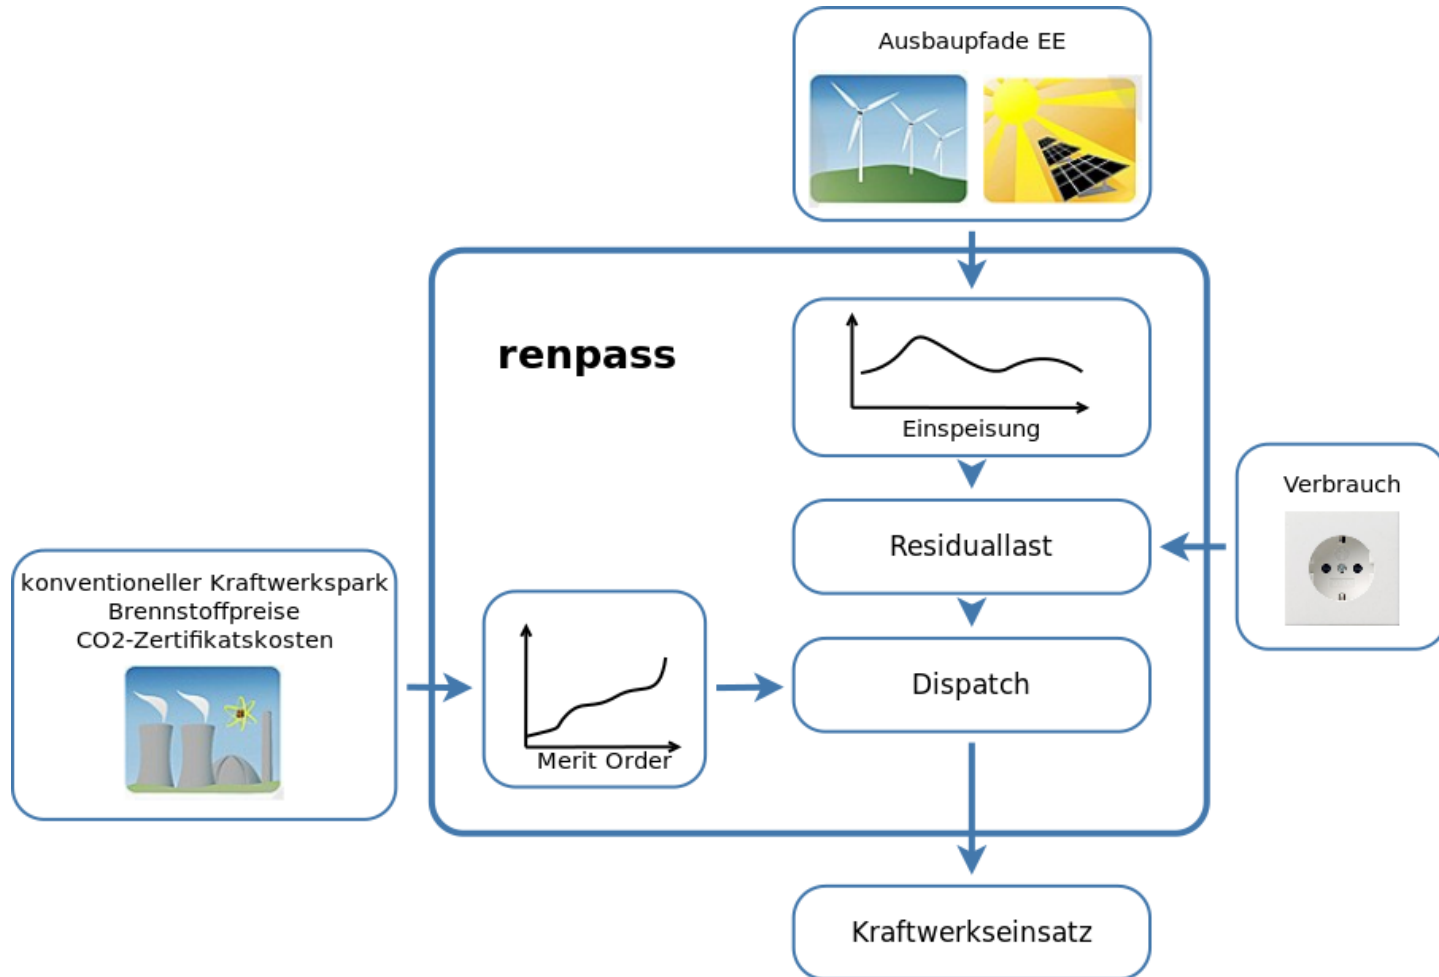 Ausbaupfade EE
renpass
Einspeisung
Verbrauch
Residuallast
konventioneller Kraftwerkspark
Brennstoffpreise
CO2-Zertifikatskosten
Dispatch
Merit Order
Kraftwerkseinsatz